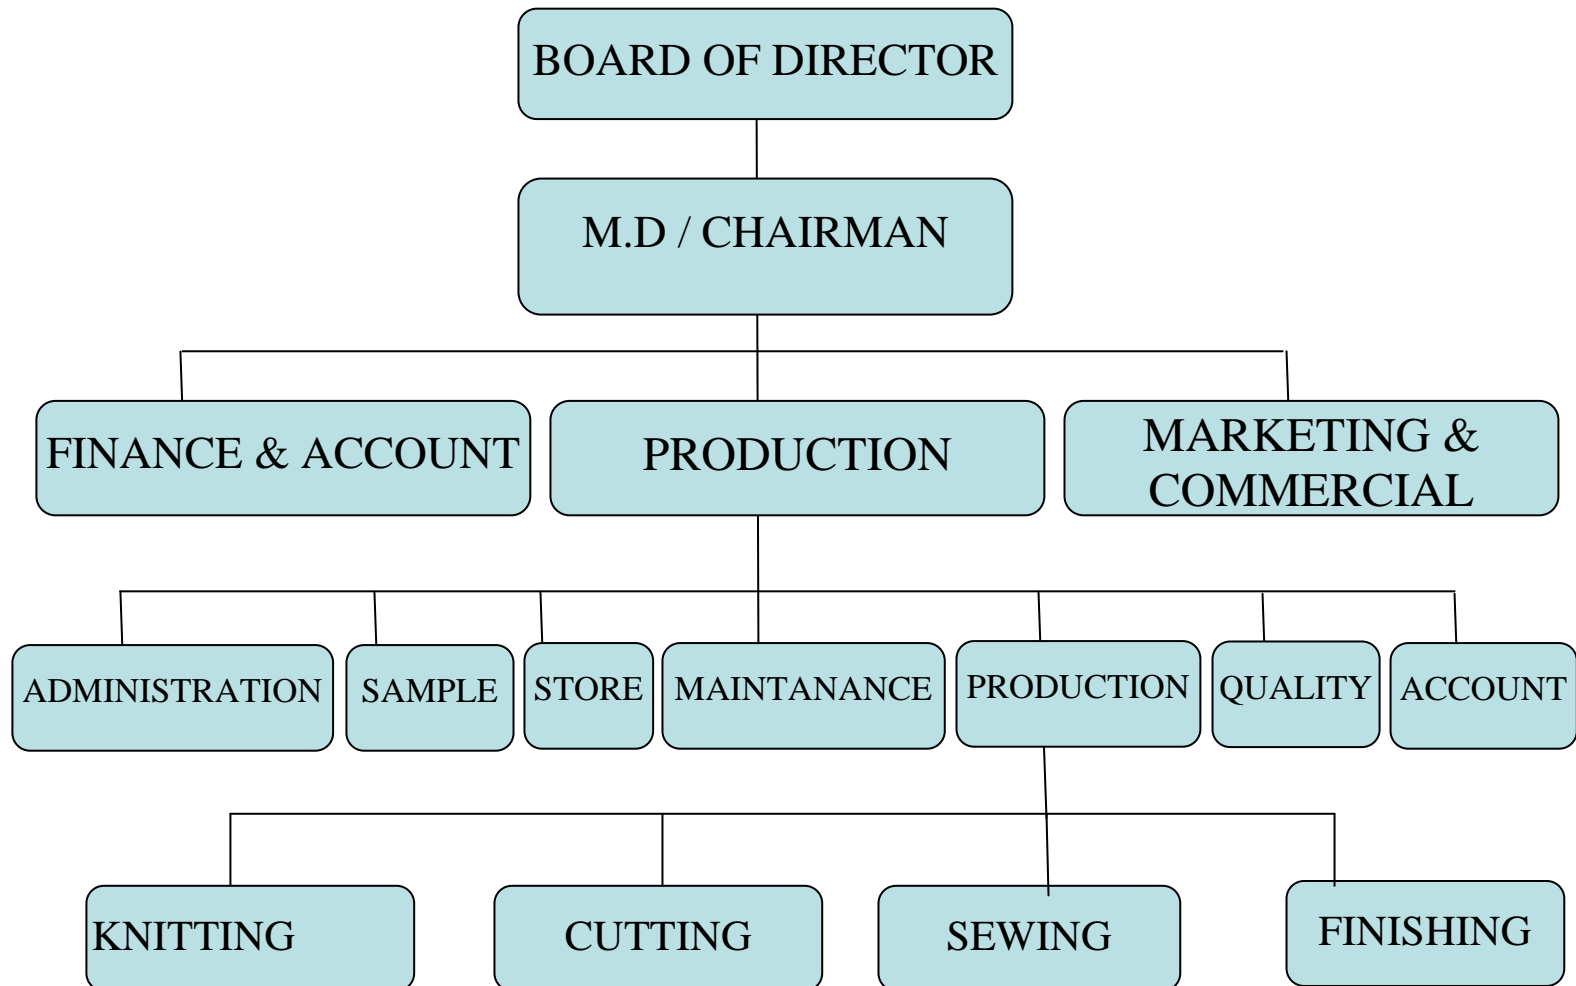 BOARD OF DIRECTOR
M.D / CHAIRMAN
FINANCE & ACCOUNT
PRODUCTION
MARKETING &
COMMERCIAL
ADMINISTRATION
SAMPLE
STORE
MAINTANANCE
PRODUCTION
QUALITY
ACCOUNT
KNITTING
CUTTING
SEWING
FINISHING